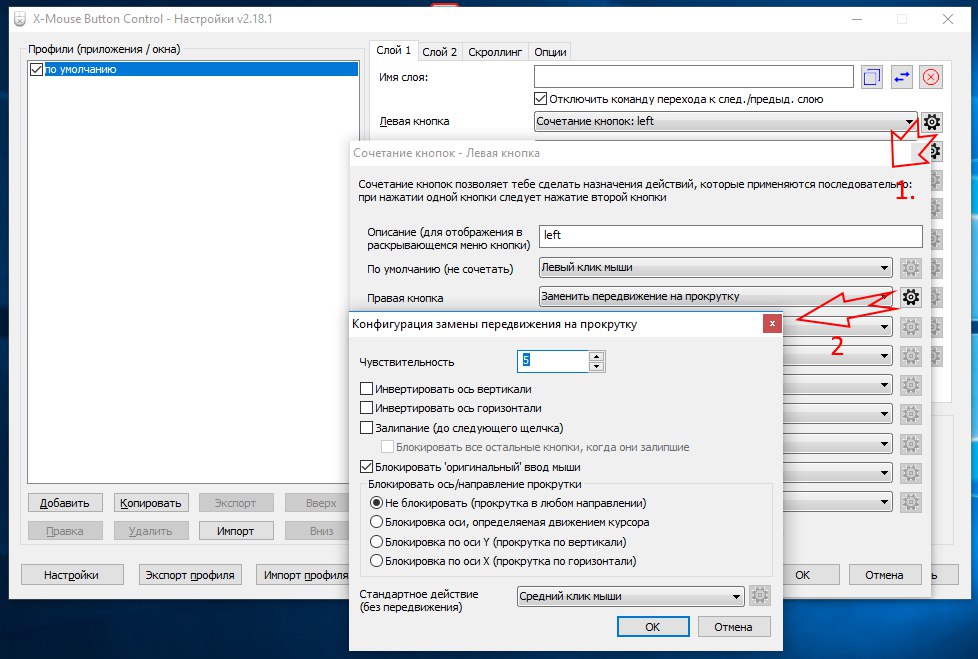 X-Mouse Button Control - Настройки v2.18.1
Профили (приложения / окна)
по умолчанию
Слой 1
Слой 2
Скроллинг
Опции
Имя слоя:
Отключить команду перехода к след./предыд. слою
Левая кнопка
Сочетание кнопок: left
Сочетание кнопок - Левая кнопка
1.
Сочетание кнопок позволяет тебе сделать назначения действий, которые применяются последовательно:
при нажатии одной кнопки следует нажатие второй кнопки
Описание (для отображения в
раскрывающемся меню кнопки)
left
По умолчанию (не сочетать)
Левый клик мыши
Правая кнопка
Заменить передвижение на прокрутку
2
Конфигурация замены передвижения на прокрутку
x
Чувствительность
5
Инвертировать ось вертикали
Инвертировать ось горизонтали
Залипание (до следующего щелчка)
Блокировать все остальные кнопки, когда они залипшие
Блокировать 'оригинальный' ввод мыши
Блокировать ось/направление прокрутки
Не блокировать (прокрутка в любом направлении)
Блокировка оси, определяемая движением курсора
Блокировка по оси Y (прокрутка по вертикали)
Блокировка по оси X (прокрутка по горизонтали)
Стандартное действие
(без передвижения)
Средний клик мыши
OK
Отмена
Добавить
Копировать
Экспорт
Вверх
Правка
Удалить
Импорт
Вниз
Настройки
Экспорт профиля
Импорт профиля
OK
Отмена
ь